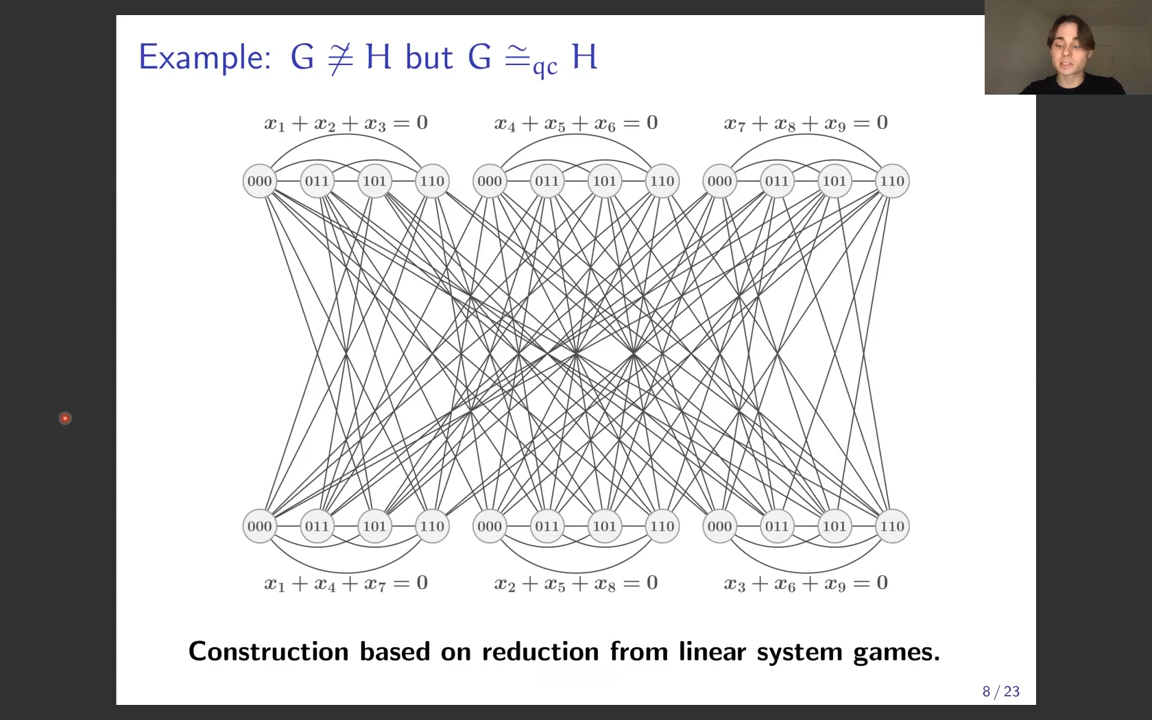 Example: G ≇ H but G ≅qc H
x₁ + x₂ + x₃ = 0 x₄ + x₅ + x₆ = 0 x₇ + x₈ + x₉ = 0
000 011 101 110 000 011 101 110 000 011 101 110
000 011 101 110 000 011 101 110 000 011 101 110
x₁ + x₄ + x₇ = 0 x₂ + x₅ + x₈ = 0 x₃ + x₆ + x₉ = 0
Construction based on reduction from linear system games.
8 / 23